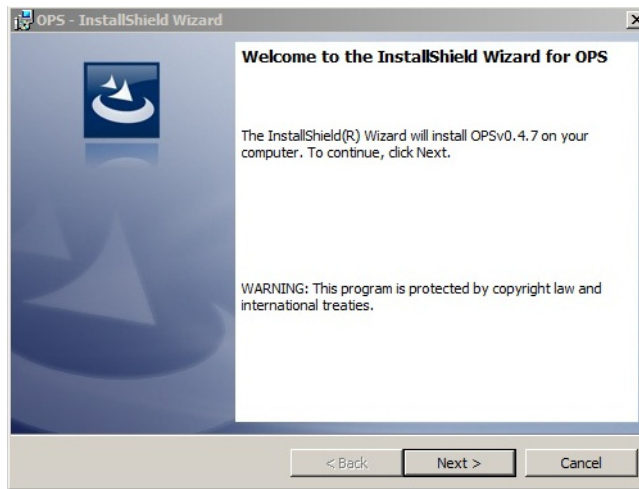 OPS - InstallShield Wizard
Welcome to the InstallShield Wizard for OPS
The InstallShield(R) Wizard will install OPSv0.4.7 on your
computer. To continue, click Next.
WARNING: This program is protected by copyright law and
international treaties.
< Back
Next >
Cancel